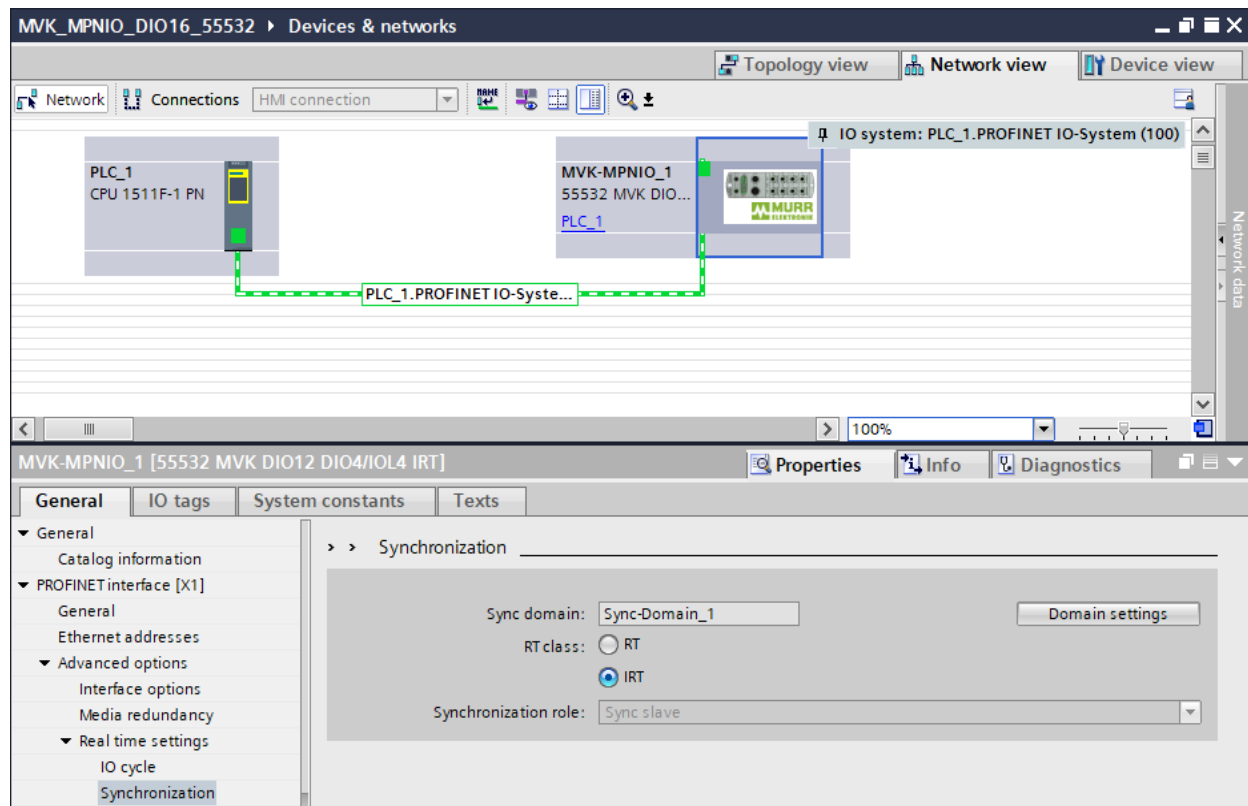 MVK_MPNIO_DIO16_55532 ▸ Devices & networks
Topology view Network view Device view
Network Connections HMI connection
IO system: PLC_1.PROFINET IO-System (100)
PLC_1
CPU 1511F-1 PN
MVK-MPNIO_1
55532 MVK DIO...
PLC_1
MURR
ELEKTRONIK
PLC_1.PROFINET IO-Syste...
Network data
100%
MVK-MPNIO_1 [55532 MVK DIO12 DIO4/IOL4 IRT]
Properties Info Diagnostics
General IO tags System constants Texts
General
Catalog information
PROFINET interface [X1]
General
Ethernet addresses
Advanced options
Interface options
Media redundancy
Real time settings
IO cycle
Synchronization
> > Synchronization
Sync domain: Sync-Domain_1 Domain settings
RT class: RT
IRT
Synchronization role: Sync slave